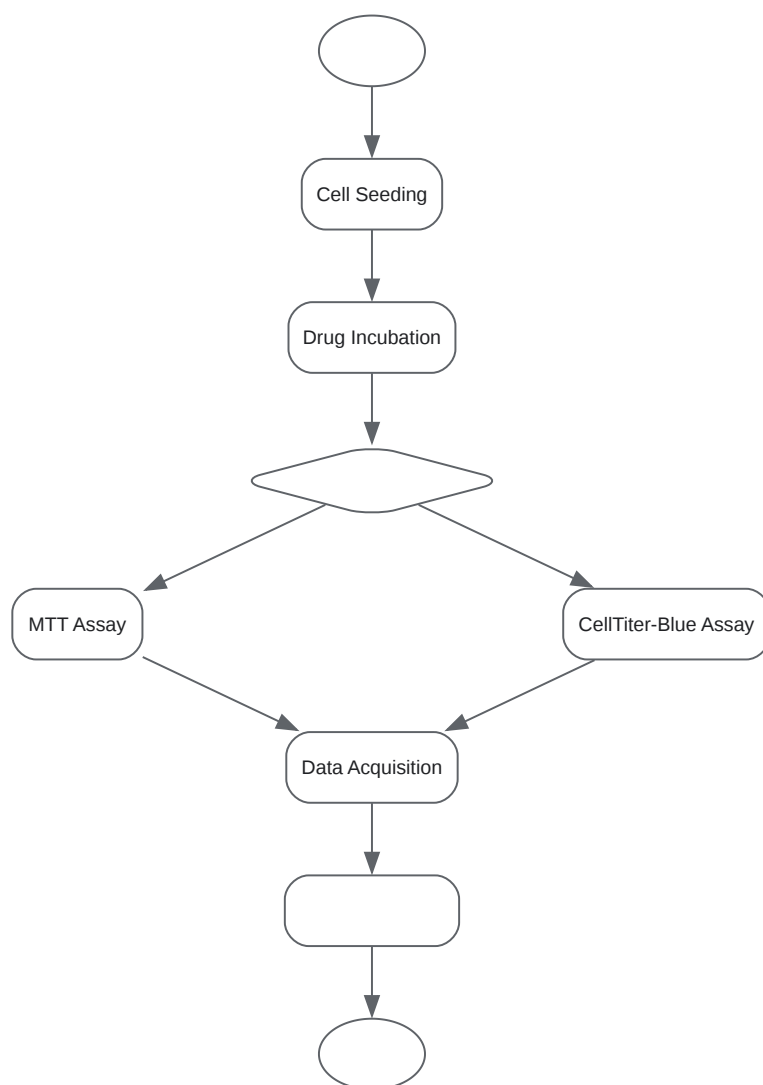 Cell Seeding
Drug Incubation
MTT Assay
CellTiter-Blue Assay
Data Acquisition